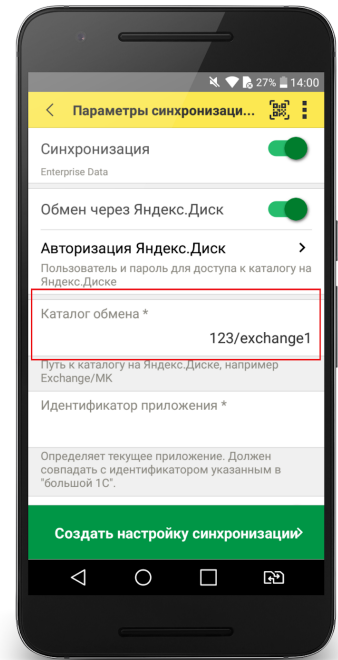 27% 14:00
Параметры синхронизаци...
Синхронизация
Enterprise Data
Обмен через Яндекс.Диск
Авторизация Яндекс.Диск
Пользователь и пароль для доступа к каталогу на
Яндекс.Диске
Каталог обмена *
123/exchange1
Путь к каталогу на Яндекс.Диске, например
Exchange/MK
Идентификатор приложения *
Определяет текущее приложение. Должен
совпадать с идентификатором указанным в
"большой 1С".
Создать настройку синхронизации